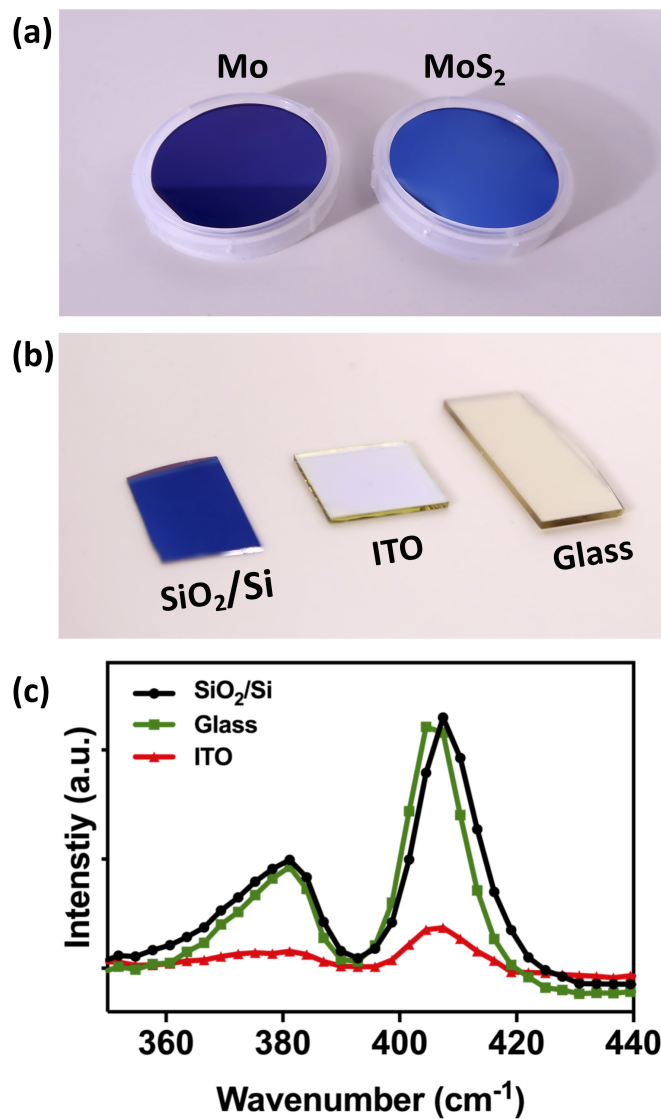 (a)
Mo
MoS₂
(b)
SiO₂/Si
ITO
Glass
(c)
SiO₂/Si
Glass
ITO
Intenstiy (a.u.)
360 380 400 420 440
Wavenumber (cm⁻¹)